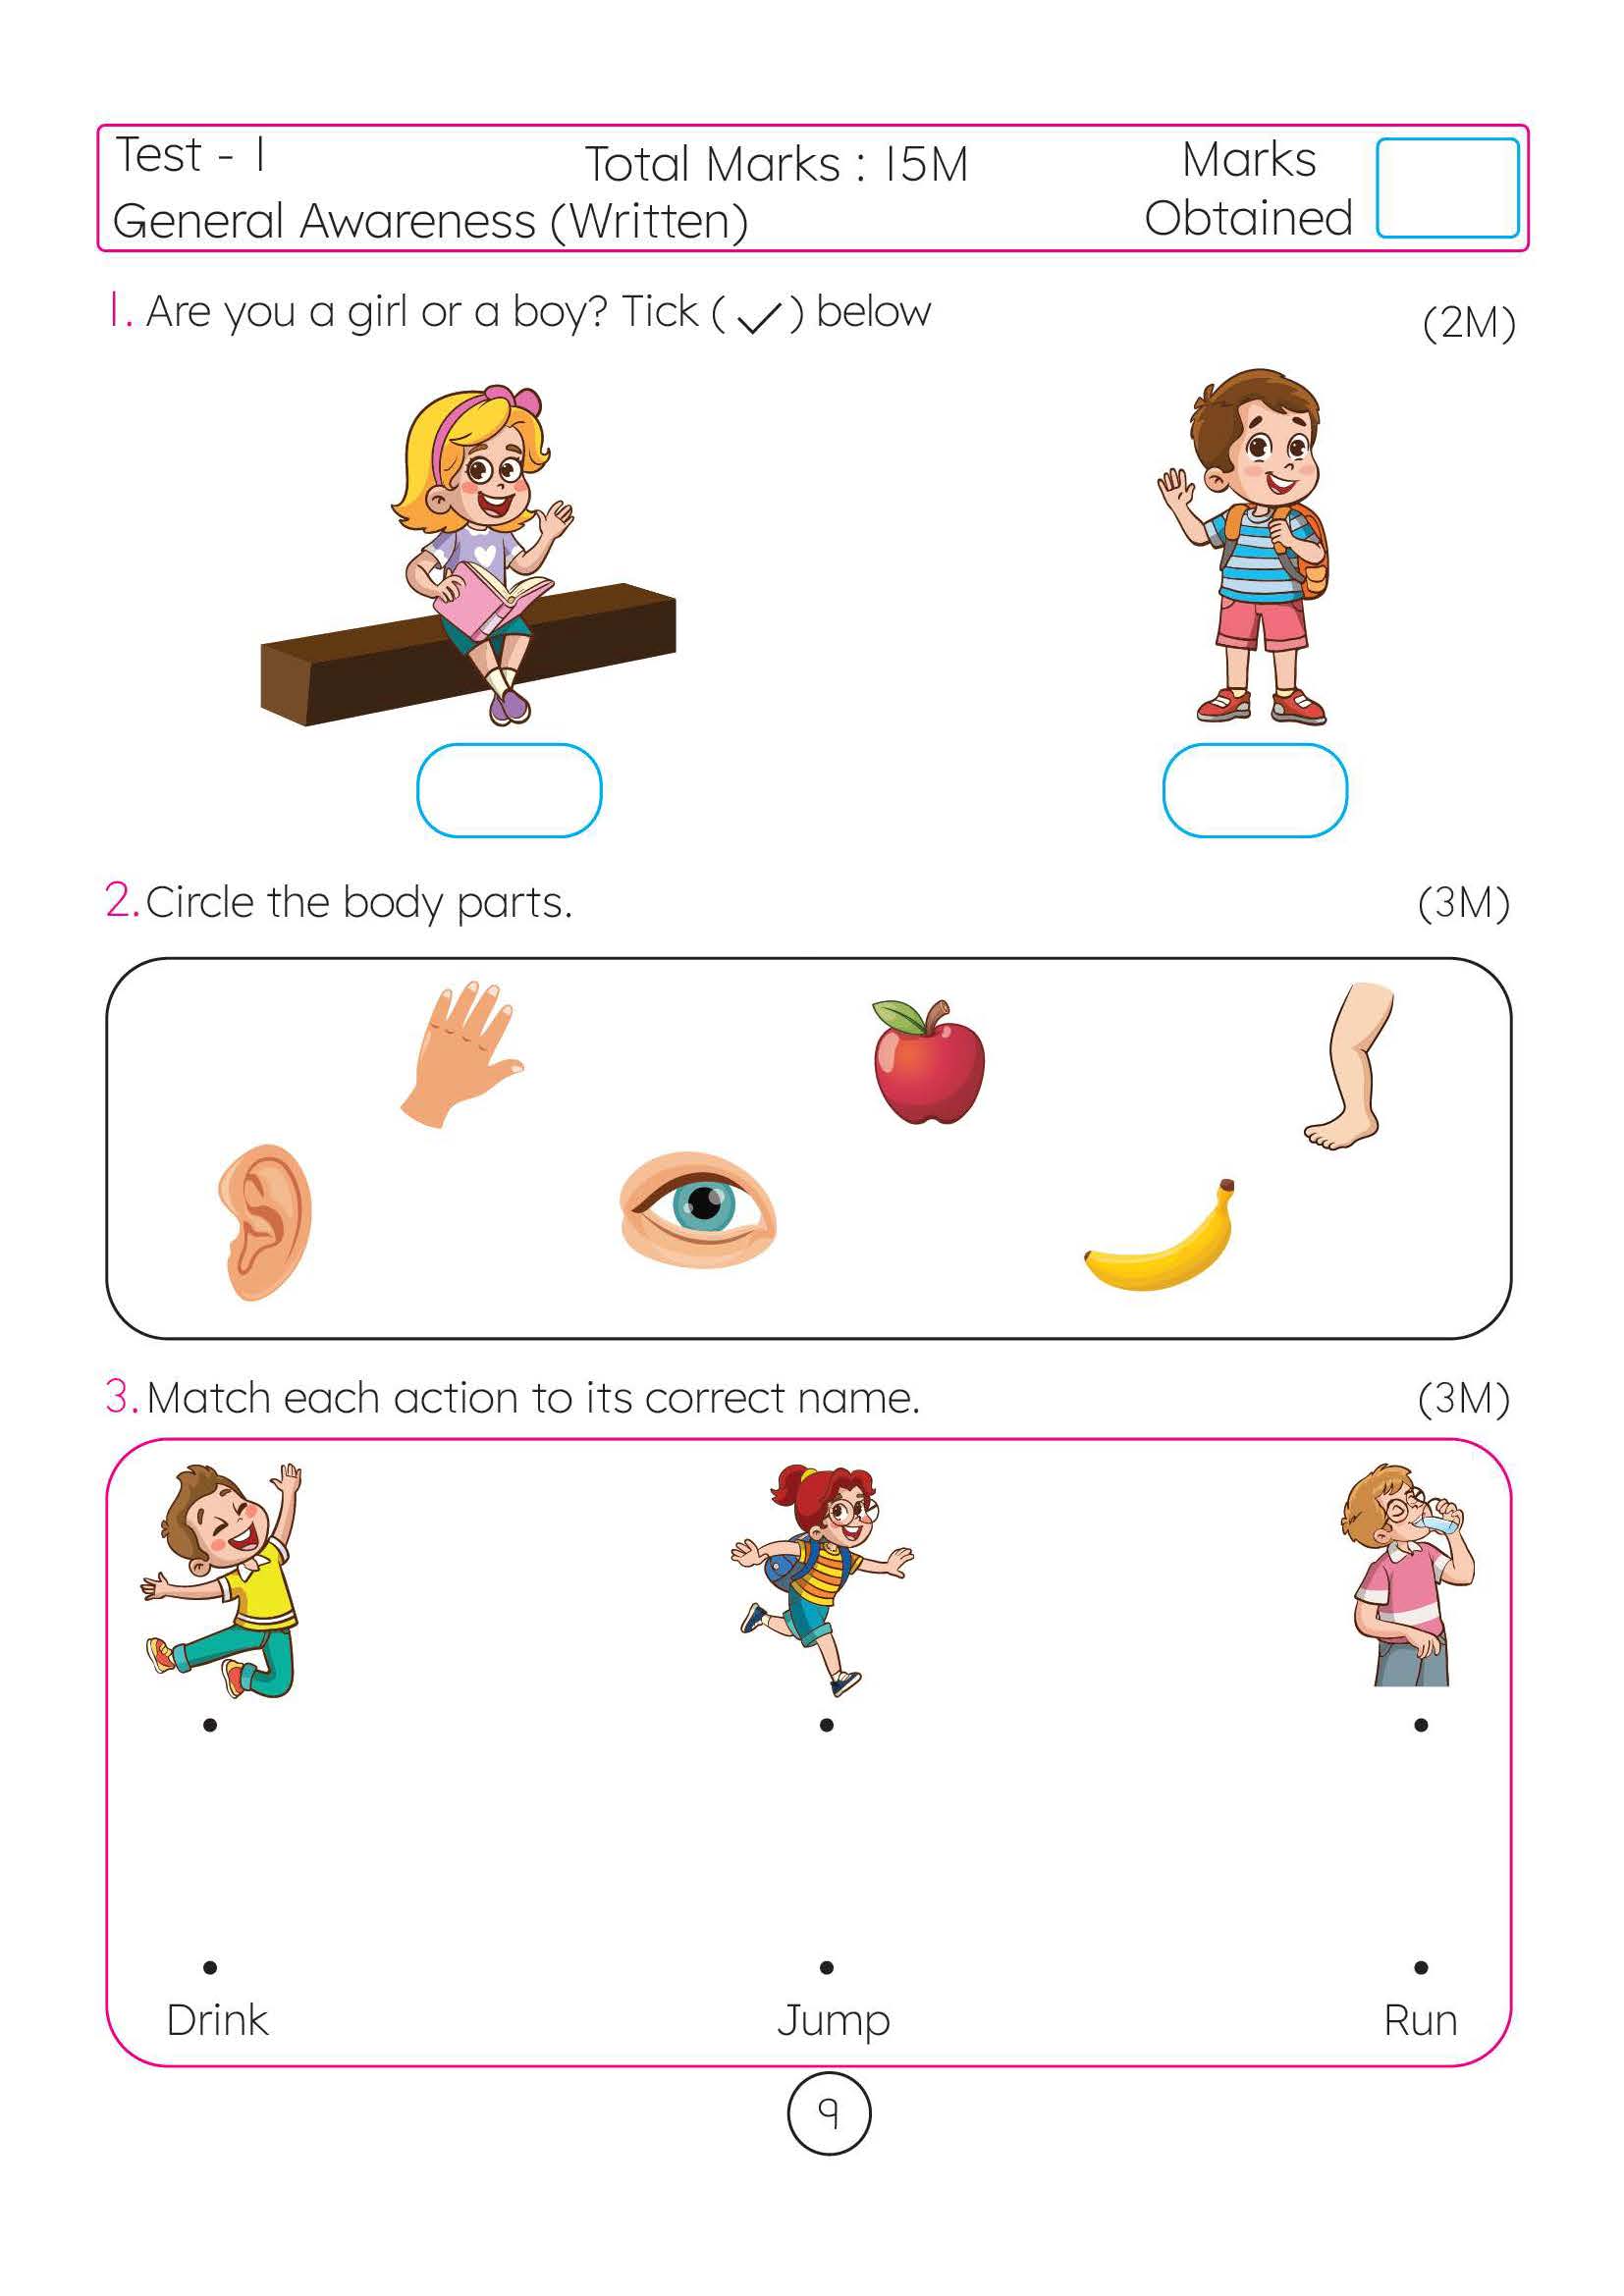 Test - 1
Total Marks : 15M
Marks Obtained
General Awareness (Written)
1. Are you a girl or a boy? Tick ( ✓ ) below (2M)
2. Circle the body parts. (3M)
3. Match each action to its correct name. (3M)
Drink Jump Run
9